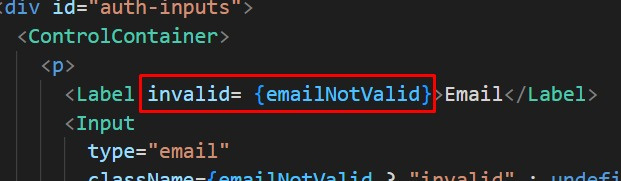 <div id="auth-inputs">
<ControlContainer>
<p>
<Label invalid= {emailNotValid}>Email</Label>
<Input
type="email"
className={emailNotValid ? "invalid" : undefi